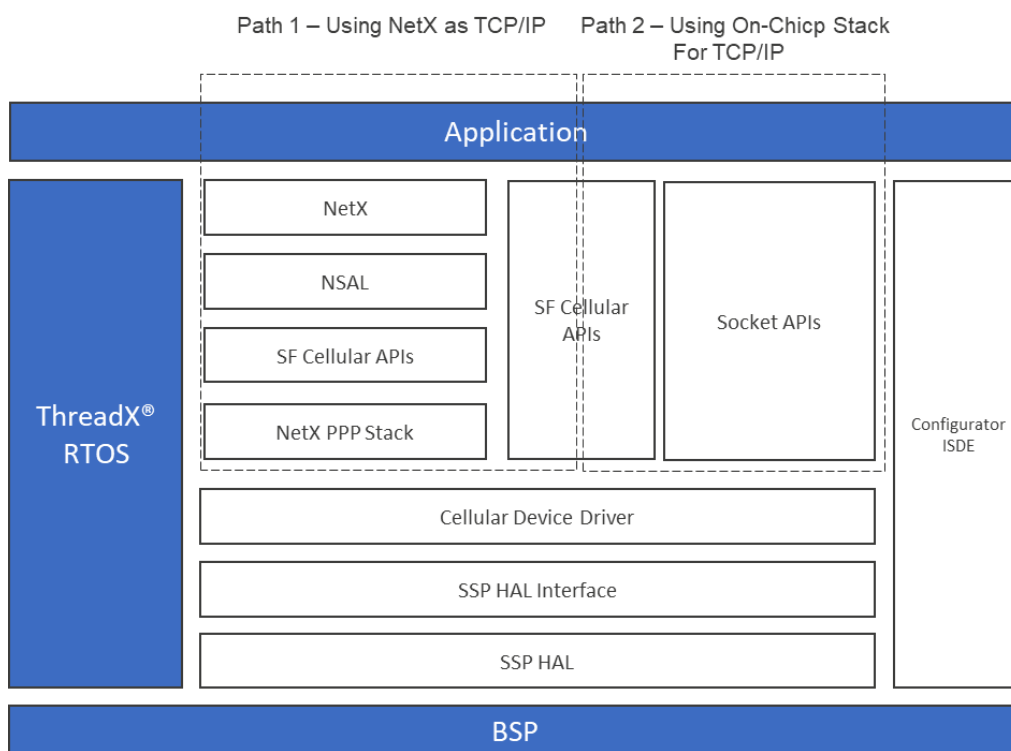 Path 1 – Using NetX as TCP/IP
Path 2 – Using On-Chicp Stack
For TCP/IP
Application
ThreadX®
RTOS
NetX
NSAL
SF Cellular APIs
NetX PPP Stack
SF Cellular
APIs
Socket APIs
Configurator
ISDE
Cellular Device Driver
SSP HAL Interface
SSP HAL
BSP